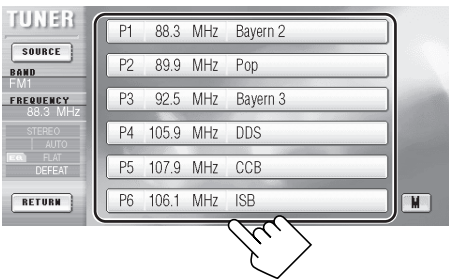 TUNER
SOURCE
BAND
FM1
FREQUENCY
88.3 MHz
STEREO
AUTO
EQ FLAT
DEFEAT
RETURN
P1 88.3 MHz Bayern 2
P2 89.9 MHz Pop
P3 92.5 MHz Bayern 3
P4 105.9 MHz DDS
P5 107.9 MHz CCB
P6 106.1 MHz ISB
M